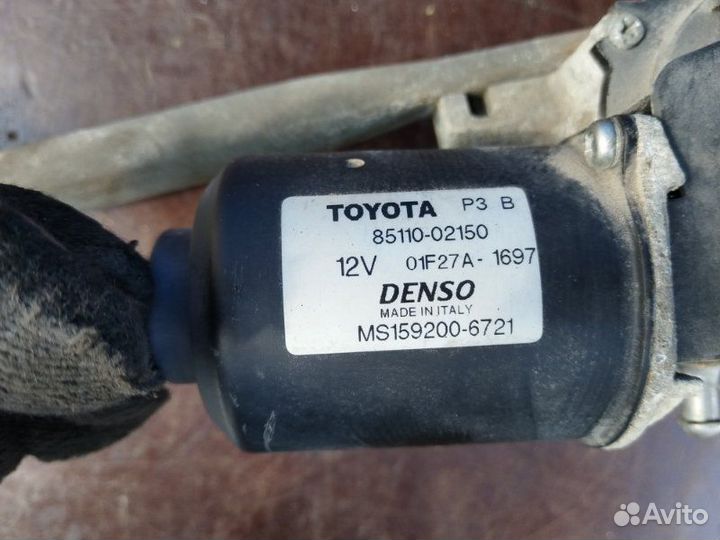 TOYOTA P3 B
85110-02150
12V 01F27A-1697
DENSO
MADE IN ITALY
MS159200-6721
Avito